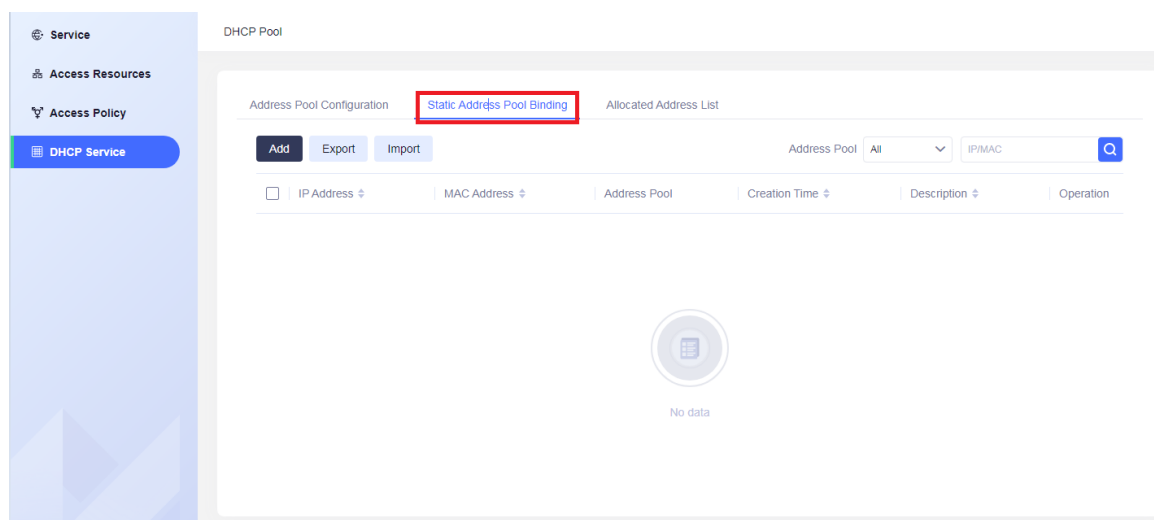 Service
Access Resources
Access Policy
DHCP Service
DHCP Pool
Address Pool Configuration Static Address Pool Binding Allocated Address List
Add Export Import Address Pool All IP/MAC
IP Address MAC Address Address Pool Creation Time Description Operation
No data